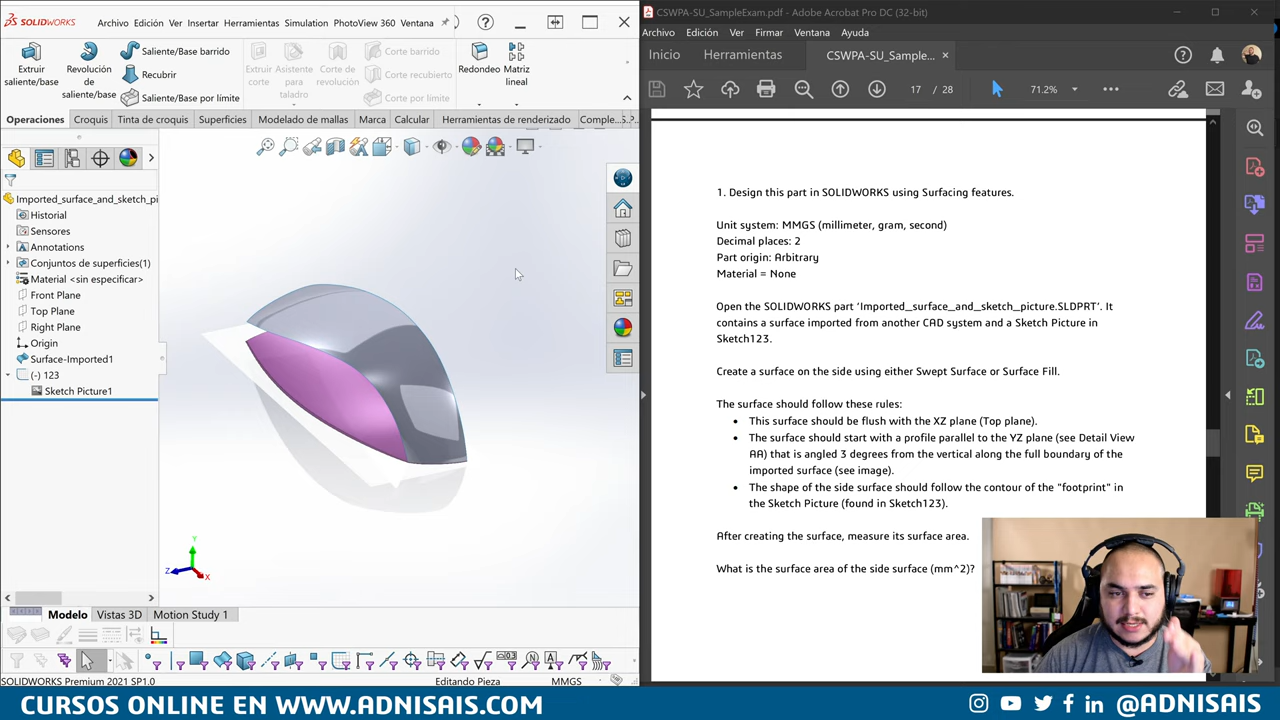 SOLIDWORKS
Archivo Edición Ver Insertar Herramientas Simulation PhotoView 360 Ventana
Extruir saliente/base
Revolución de saliente/base
Saliente/Base barrido
Recubrir
Saliente/Base por límite
Extruir corte
Asistente para taladro
Corte de revolución
Corte barrido
Corte recubierto
Corte por límite
Redondeo
Matriz lineal
Operaciones Croquis Tinta de croquis Superficies Modelado de mallas Marca Calcular Herramientas de renderizado Comple...
Imported_surface_and_sketch_pi
Historial
Sensores
Annotations
Conjuntos de superficies(1)
Material <sin especificar>
Front Plane
Top Plane
Right Plane
Origin
Surface-Imported1
(-) 123
Sketch Picture1
Y
Z
X
Modelo Vistas 3D Motion Study 1
SOLIDWORKS Premium 2021 SP1.0 Editando Pieza MMGS
CSWPA-SU_SampleExam.pdf - Adobe Acrobat Pro DC (32-bit)
Archivo Edición Ver Firmar Ventana Ayuda
Inicio Herramientas CSWPA-SU_Sample...
17 / 28 71.2%
1. Design this part in SOLIDWORKS using Surfacing features.
Unit system: MMGS (millimeter, gram, second)
Decimal places: 2
Part origin: Arbitrary
Material = None
Open the SOLIDWORKS part ‘Imported_surface_and_sketch_picture.SLDPRT’. It
contains a surface imported from another CAD system and a Sketch Picture in
Sketch123.
Create a surface on the side using either Swept Surface or Surface Fill.
The surface should follow these rules:
• This surface should be flush with the XZ plane (Top plane).
• The surface should start with a profile parallel to the YZ plane (see Detail View
AA) that is angled 3 degrees from the vertical along the full boundary of the
imported surface (see image).
• The shape of the side surface should follow the contour of the "footprint" in
the Sketch Picture (found in Sketch123).
After creating the surface, measure its surface area.
What is the surface area of the side surface (mm^2)?
CURSOS ONLINE EN WWW.ADNISAIS.COM
@ADNISAIS